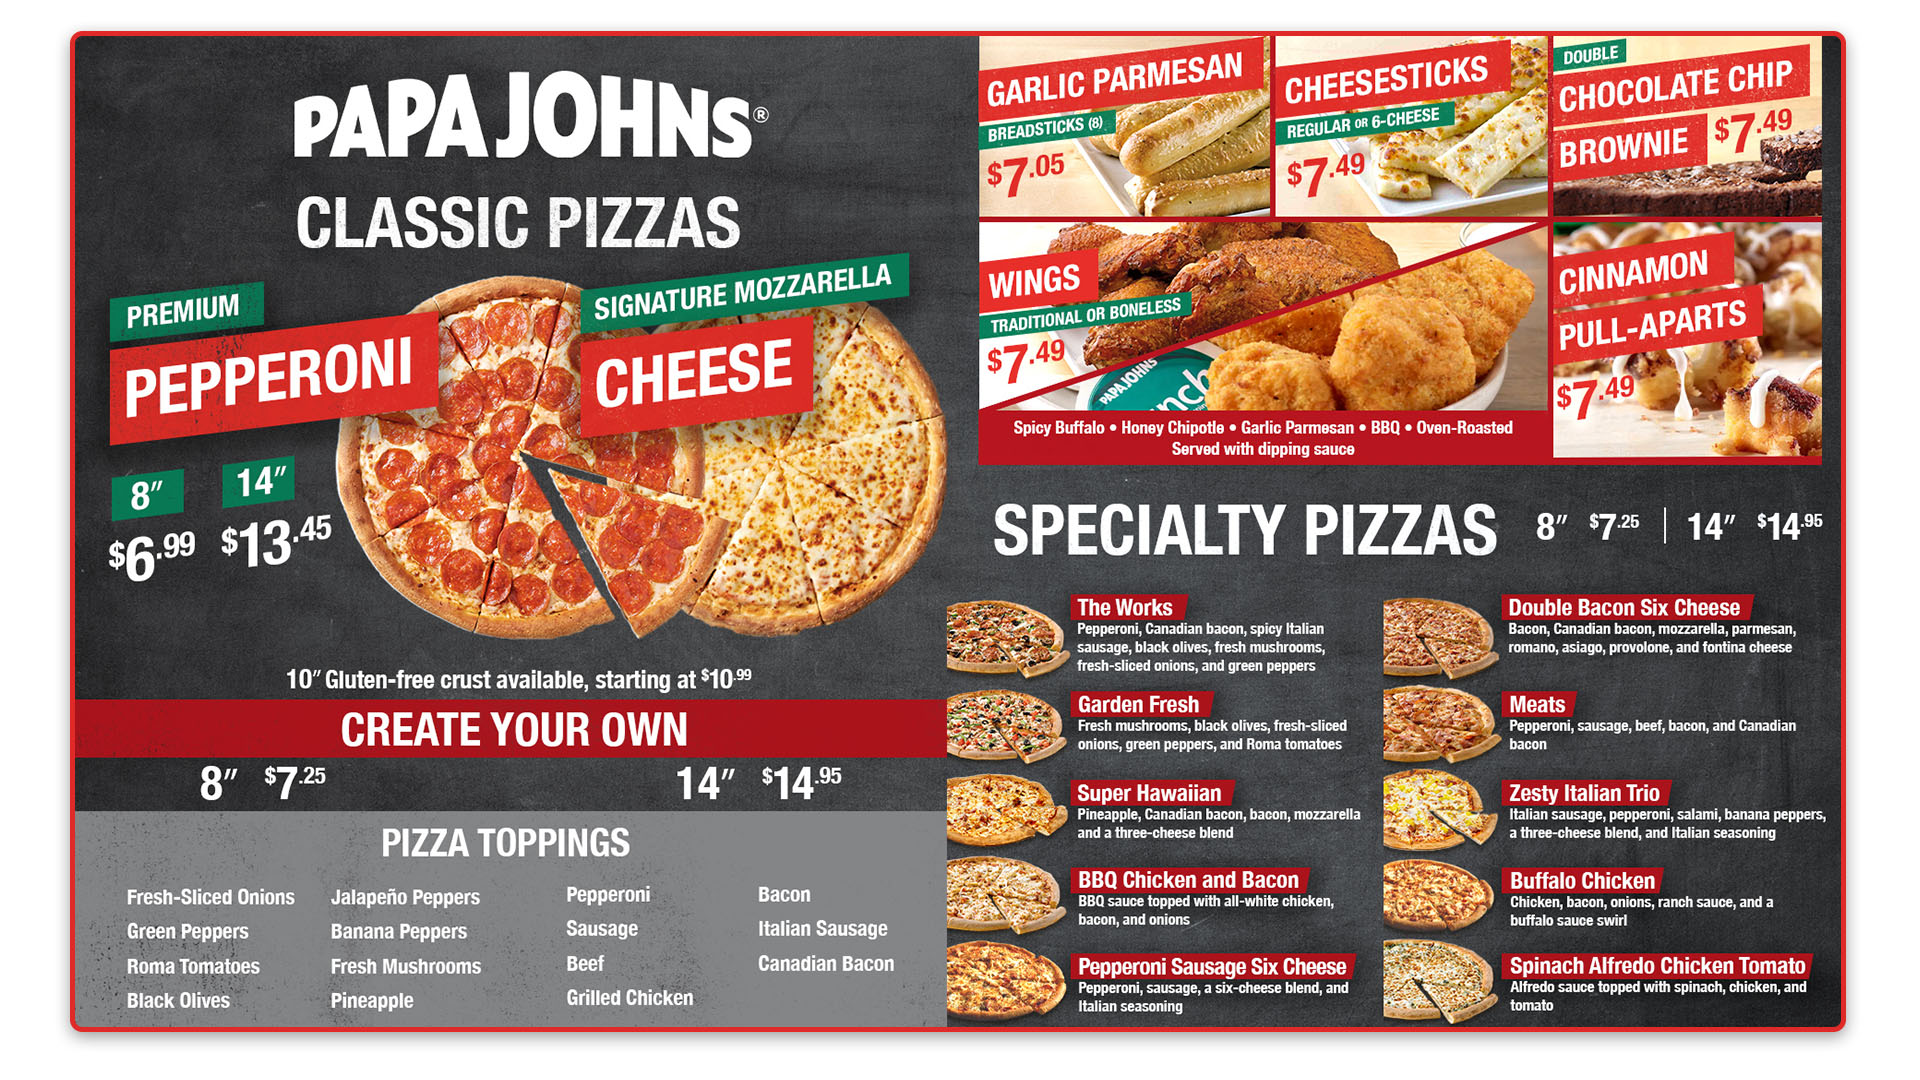 PAPA JOHNS®
CLASSIC PIZZAS
PREMIUM
PEPPERONI
SIGNATURE MOZZARELLA
CHEESE
8″ 14″
$6.99 $13.45
10″ Gluten-free crust available, starting at $10.99
CREATE YOUR OWN
8″ $7.25 14″ $14.95
PIZZA TOPPINGS
Fresh-Sliced Onions
Green Peppers
Roma Tomatoes
Black Olives
Jalapeño Peppers
Banana Peppers
Fresh Mushrooms
Pineapple
Pepperoni
Sausage
Beef
Grilled Chicken
Bacon
Italian Sausage
Canadian Bacon
GARLIC PARMESAN
BREADSTICKS (8)
$7.05
CHEESESTICKS
REGULAR OR 6-CHEESE
$7.49
DOUBLE
CHOCOLATE CHIP
BROWNIE $7.49
WINGS
TRADITIONAL OR BONELESS
$7.49
PAPA JOHNS
Spicy Buffalo • Honey Chipotle • Garlic Parmesan • BBQ • Oven-Roasted
Served with dipping sauce
CINNAMON
PULL-APARTS
$7.49
SPECIALTY PIZZAS 8″ $7.25 | 14″ $14.95
The Works
Pepperoni, Canadian bacon, spicy Italian
sausage, black olives, fresh mushrooms,
fresh-sliced onions, and green peppers
Garden Fresh
Fresh mushrooms, black olives, fresh-sliced
onions, green peppers, and Roma tomatoes
Super Hawaiian
Pineapple, Canadian bacon, bacon, mozzarella
and a three-cheese blend
BBQ Chicken and Bacon
BBQ sauce topped with all-white chicken,
bacon, and onions
Pepperoni Sausage Six Cheese
Pepperoni, sausage, a six-cheese blend, and
Italian seasoning
Double Bacon Six Cheese
Bacon, Canadian bacon, mozzarella, parmesan,
romano, asiago, provolone, and fontina cheese
Meats
Pepperoni, sausage, beef, bacon, and Canadian
bacon
Zesty Italian Trio
Italian sausage, pepperoni, salami, banana peppers,
a three-cheese blend, and Italian seasoning
Buffalo Chicken
Chicken, bacon, onions, ranch sauce, and a
buffalo sauce swirl
Spinach Alfredo Chicken Tomato
Alfredo sauce topped with spinach, chicken, and
tomato